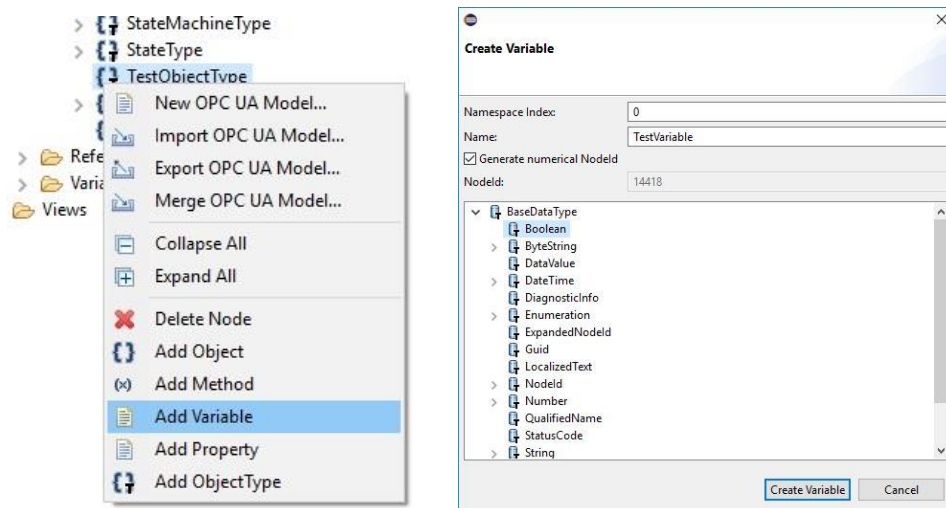 StateMachineType
StateType
TestObjectType
New OPC UA Model...
Import OPC UA Model...
Export OPC UA Model...
Merge OPC UA Model...
Refe
Varia
Views
Collapse All
Expand All
Delete Node
Add Object
(x) Add Method
Add Variable
Add Property
Add ObjectType
Create Variable
Namespace Index: 0
Name: TestVariable
Generate numerical NodeId
NodeId: 14418
BaseDataType
Boolean
ByteString
DataValue
DateTime
DiagnosticInfo
Enumeration
ExpandedNodeId
Guid
LocalizedText
NodeId
Number
QualifiedName
StatusCode
String
Create Variable Cancel